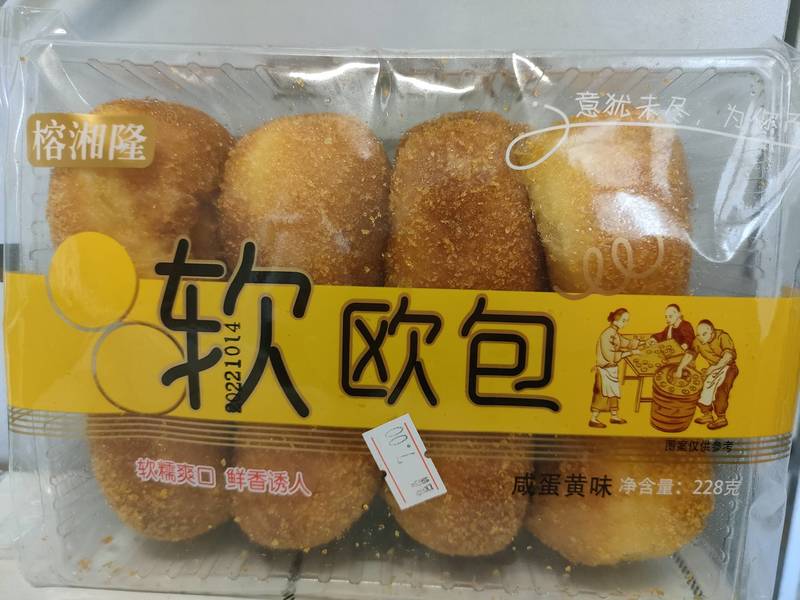 榕湘隆
意犹未尽,为你
软欧包
20221014
图案仅供参考
7.00
软糯爽口 鲜香诱人
咸蛋黄味 净含量:228克